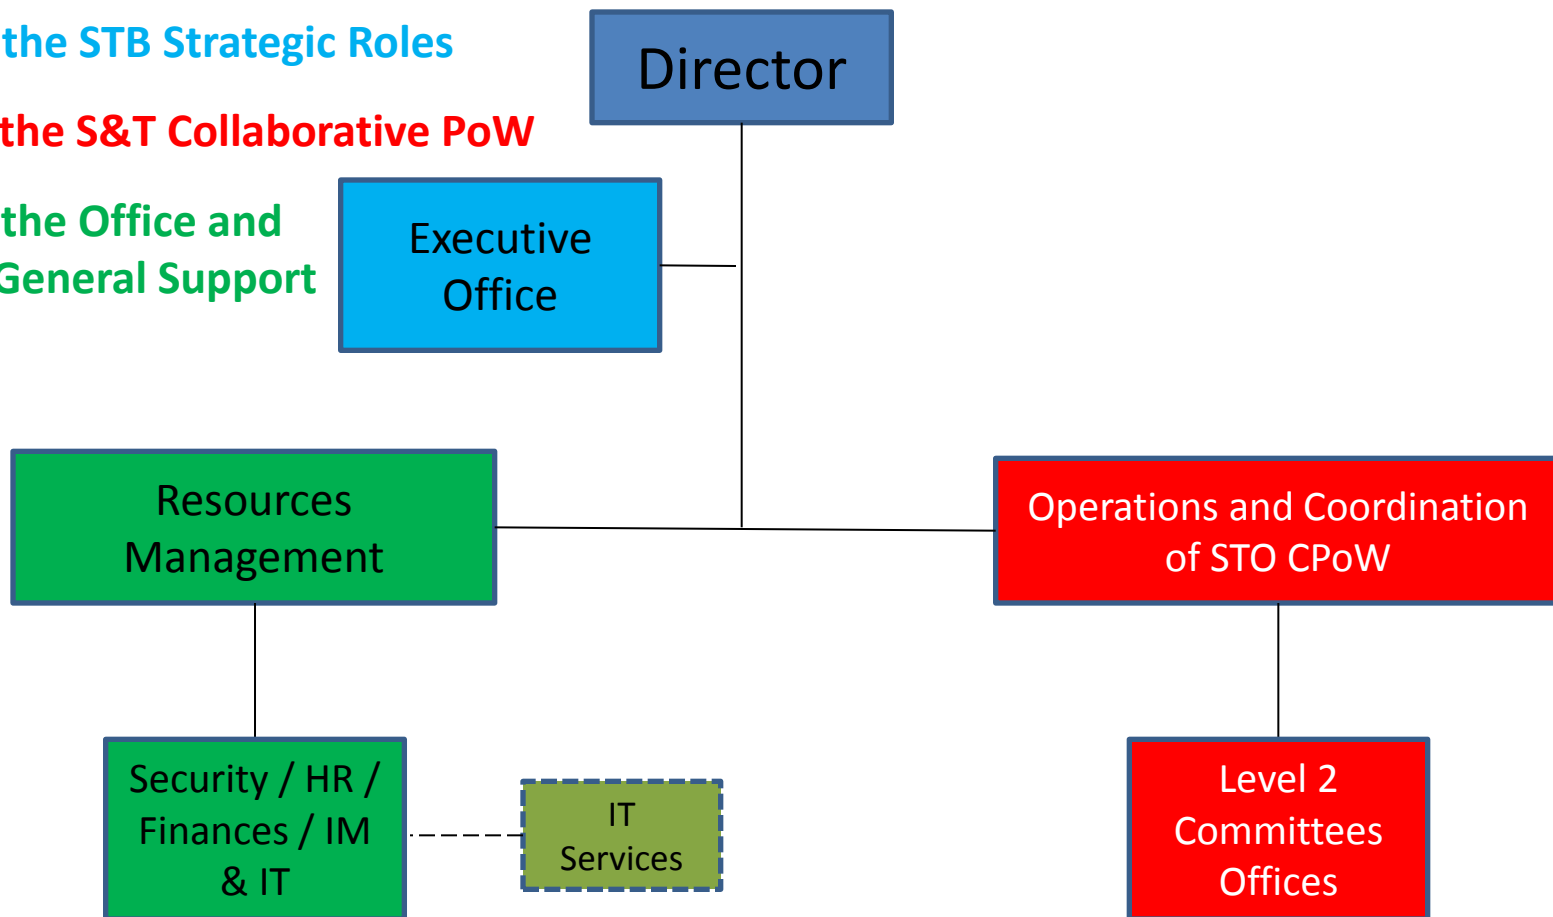 the STB Strategic Roles
Director
the S&T Collaborative PoW
the Office and
General Support
Executive
Office
Resources
Management
Operations and Coordination
of STO CPoW
Security / HR /
Finances / IM
& IT
IT
Services
Level 2
Committees
Offices